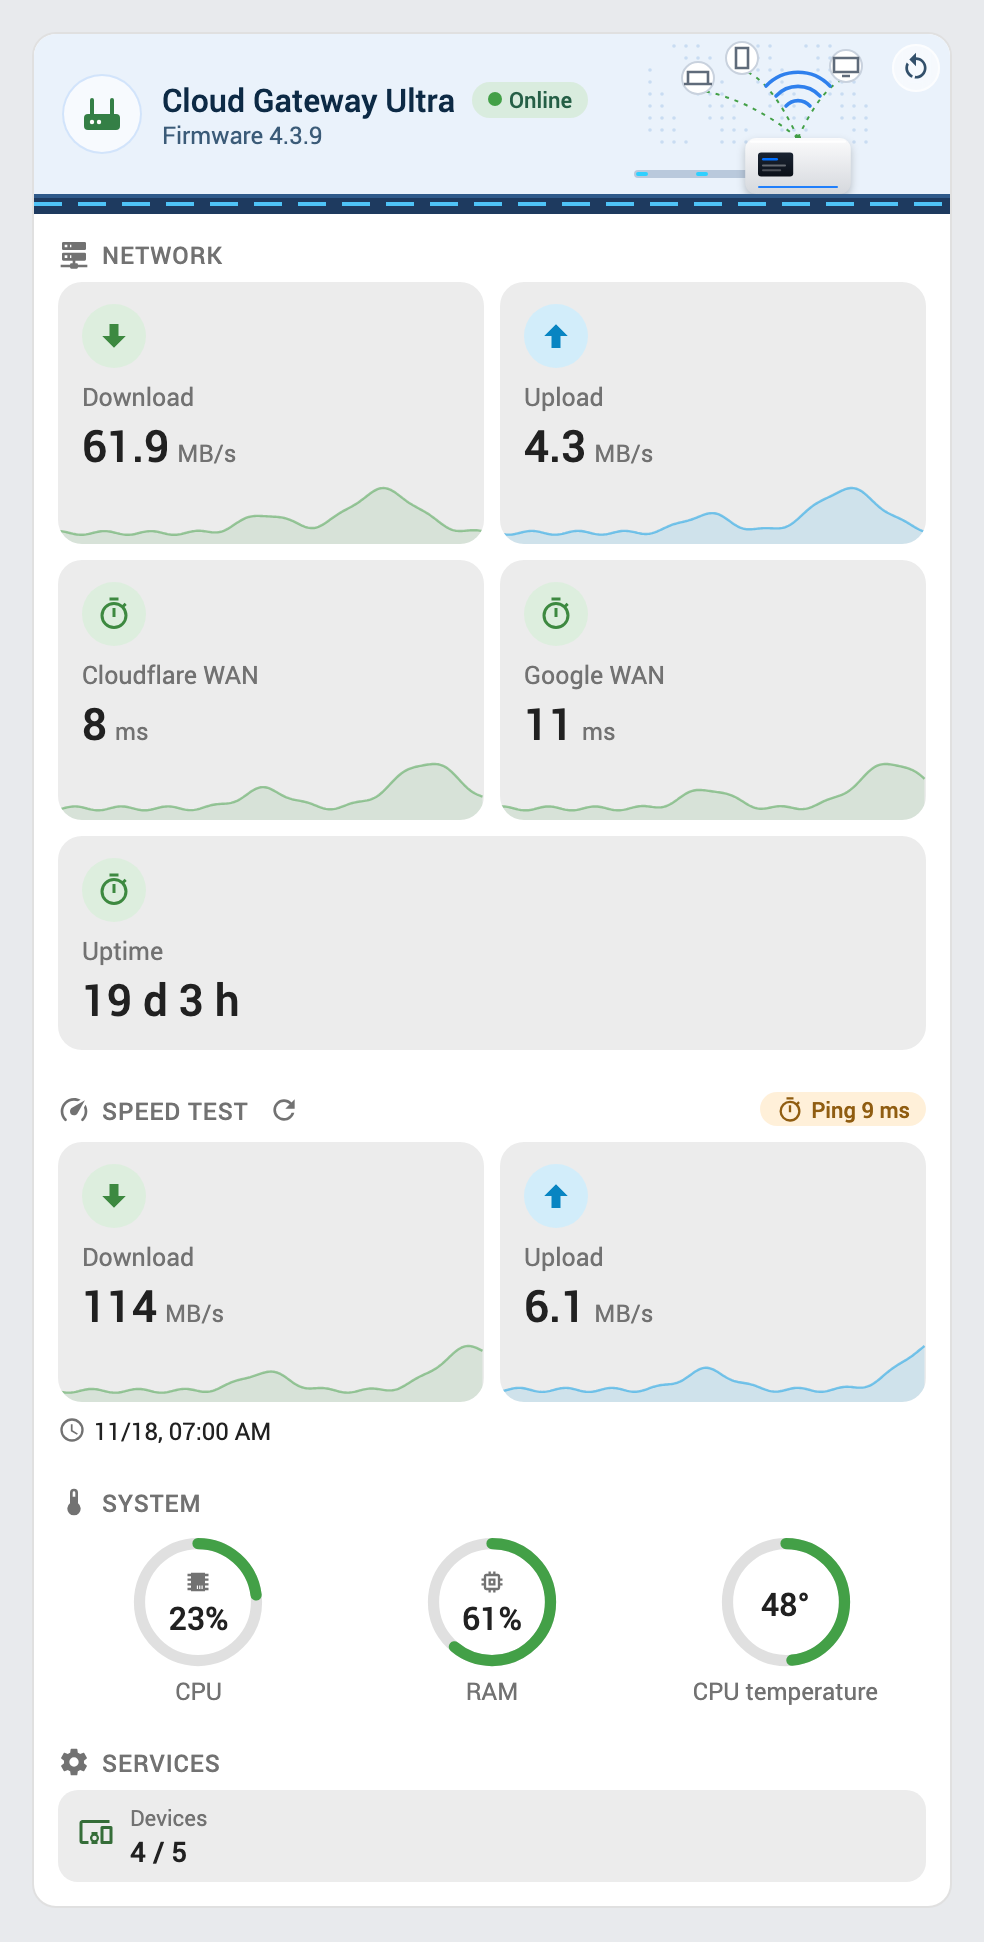 Cloud Gateway Ultra
Online
Firmware 4.3.9
NETWORK
Download
61.9 MB/s
Upload
4.3 MB/s
Cloudflare WAN
8 ms
Google WAN
11 ms
Uptime
19 d 3 h
SPEED TEST
Ping 9 ms
Download
114 MB/s
Upload
6.1 MB/s
11/18, 07:00 AM
SYSTEM
23%
CPU
61%
RAM
48°
CPU temperature
SERVICES
Devices
4 / 5